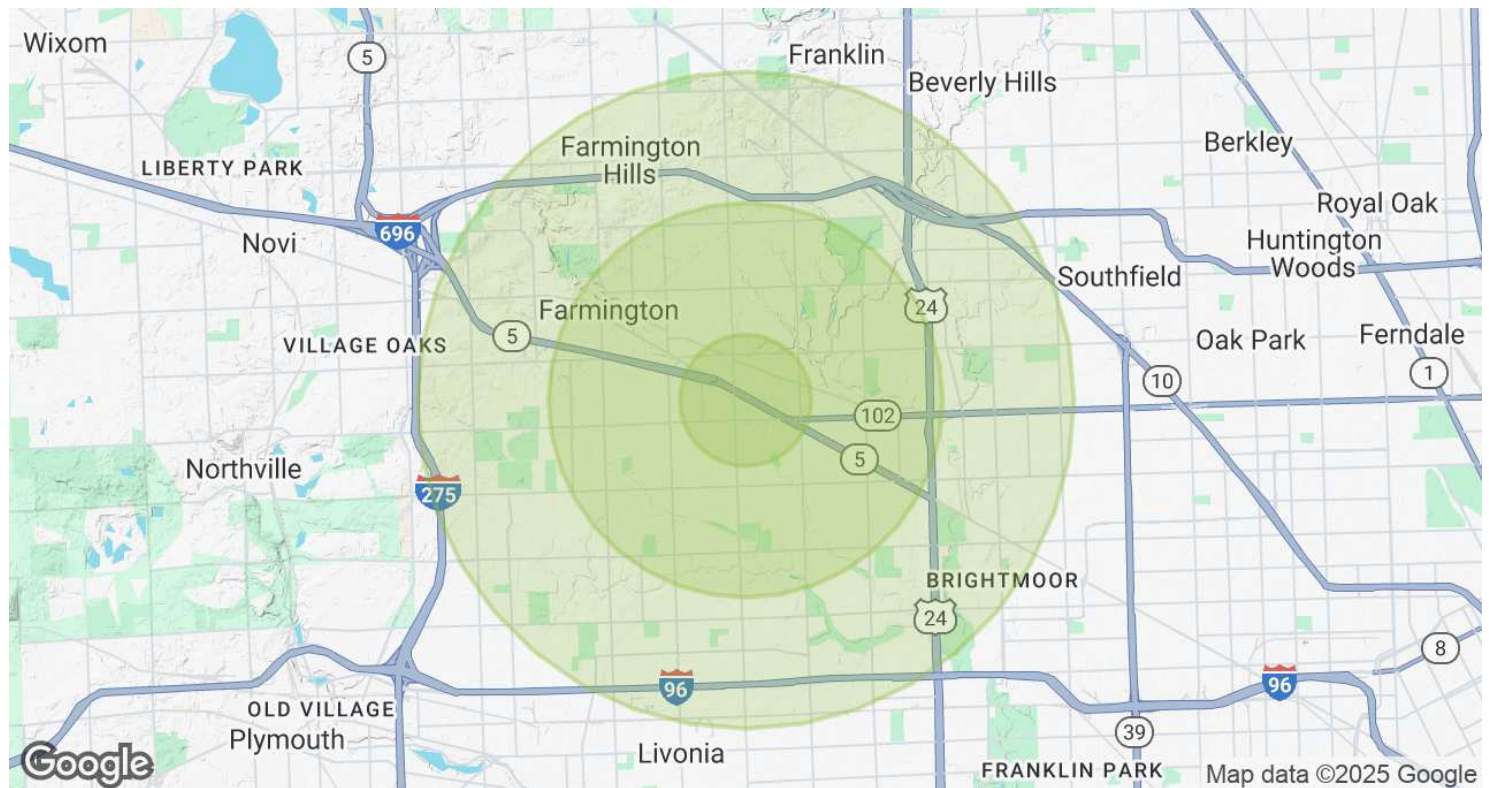 Wixom
5
Franklin
Beverly Hills
Berkley
LIBERTY PARK
Farmington
Hills
Royal Oak
696
Novi
Huntington
Woods
Southfield
24
Farmington
5
VILLAGE OAKS
Oak Park
Ferndale
1
10
102
5
Northville
275
BRIGHTMOOR
24
8
96
96
OLD VILLAGE
Plymouth
39
Livonia
FRANKLIN PARK
Google
Map data ©2025 Google